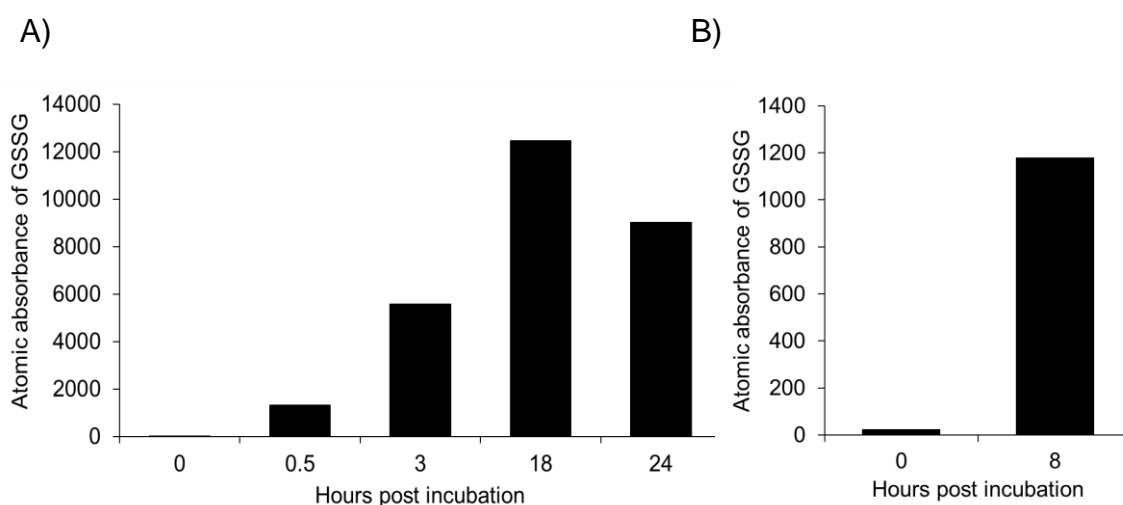 A)
Atomic absorbance of GSSG
14000
12000
10000
8000
6000
4000
2000
0
0 0.5 3 18 24
Hours post incubation
B)
Atomic absorbance of GSSG
1400
1200
1000
800
600
400
200
0
0 8
Hours post incubation